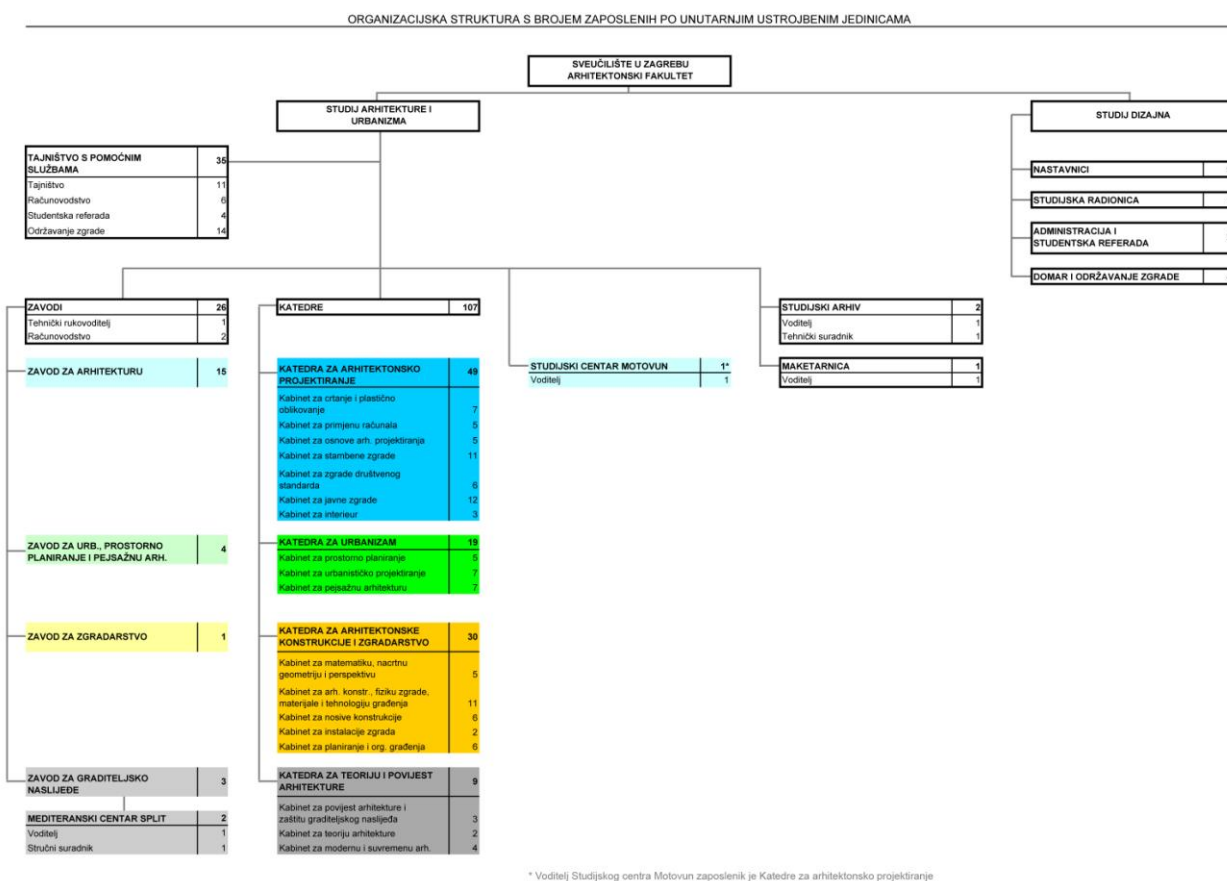 ORGANIZACIJSKA STRUKTURA S BROJEM ZAPOSLENIH PO UNUTARNJIM USTROJBENIM JEDINICAMA
SVEUČILIŠTE U ZAGREBU
ARHITEKTONSKI FAKULTET
STUDIJ ARHITEKTURE I
URBANIZMA
STUDIJ DIZAJNA
TAJNIŠTVO S POMOĆNIM
SLUŽBAMA 35
Tajništvo 11
Računovodstvo 6
Studentska referada 4
Održavanje zgrade 14
NASTAVNICI
STUDIJSKA RADIONICA
ADMINISTRACIJA I
STUDENTSKA REFERADA
DOMAR I ODRŽAVANJE ZGRADE
ZAVODI 26
Tehnički rukovoditelj 1
Računovodstvo 2
ZAVOD ZA ARHITEKTURU 15
ZAVOD ZA URB., PROSTORNO
PLANIRANJE I PEJSAŽNU ARH. 4
ZAVOD ZA ZGRADARSTVO 1
ZAVOD ZA GRADITELJSKO
NASLIJEĐE 3
MEDITERANSKI CENTAR SPLIT 2
Voditelj 1
Stručni suradnik 1
KATEDRE 107
KATEDRA ZA ARHITEKTONSKO
PROJEKTIRANJE 49
Kabinet za crtanje i plastično
oblikovanje 7
Kabinet za primjenu računala 5
Kabinet za osnove arh. projektiranja 5
Kabinet za stambene zgrade 11
Kabinet za zgrade društvenog
standarda 6
Kabinet za javne zgrade 12
Kabinet za interieur 3
KATEDRA ZA URBANIZAM 19
Kabinet za prostorno planiranje 5
Kabinet za urbanističko projektiranje 7
Kabinet za pejsažnu arhitekturu 7
KATEDRA ZA ARHITEKTONSKE
KONSTRUKCIJE I ZGRADARSTVO 30
Kabinet za matematiku, nacrtnu
geometriju i perspektivu 5
Kabinet za arh. konstr., fiziku zgrade,
materijale i tehnologiju građenja 11
Kabinet za nosive konstrukcije 6
Kabinet za instalacije zgrada 2
Kabinet za planiranje i org. građenja 6
KATEDRA ZA TEORIJU I POVIJEST
ARHITEKTURE 9
Kabinet za povijest arhitekture i
zaštitu graditeljskog naslijeđa 3
Kabinet za teoriju arhitekture 2
Kabinet za modernu i suvremenu arh. 4
STUDIJSKI CENTAR MOTOVUN 1*
Voditelj 1
STUDIJSKI ARHIV 2
Voditelj 1
Tehnički suradnik 1
MAKETARNICA 1
Voditelj 1
* Voditelj Studijskog centra Motovun zaposlenik je Katedre za arhitektonsko projektiranje